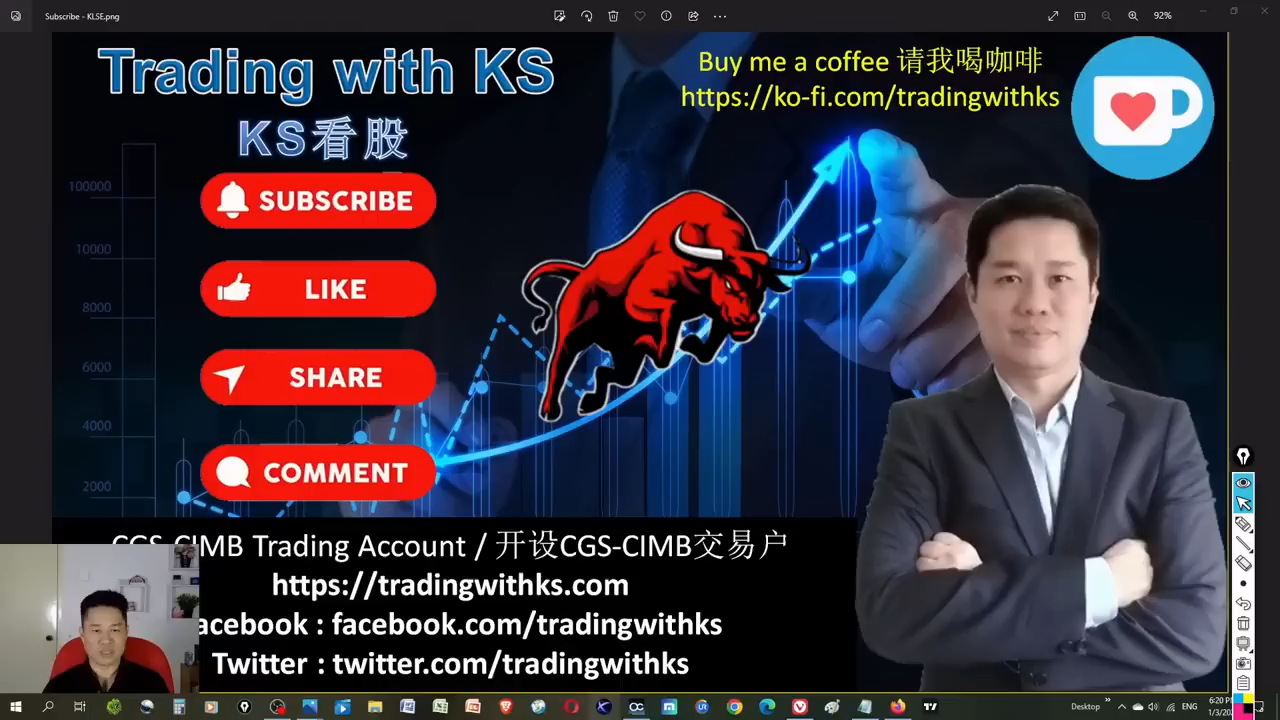 Subscribe - KLSE.png
92%
Trading with KS
KS看股
Buy me a coffee 请我喝咖啡
https://ko-fi.com/tradingwithks
SUBSCRIBE
LIKE
SHARE
COMMENT
100000
10000
8000
6000
4000
2000
CGS-CIMB Trading Account / 开设CGS-CIMB交易户
https://tradingwithks.com
acebook : facebook.com/tradingwithks
Twitter : twitter.com/tradingwithks
Desktop
ENG
6:20